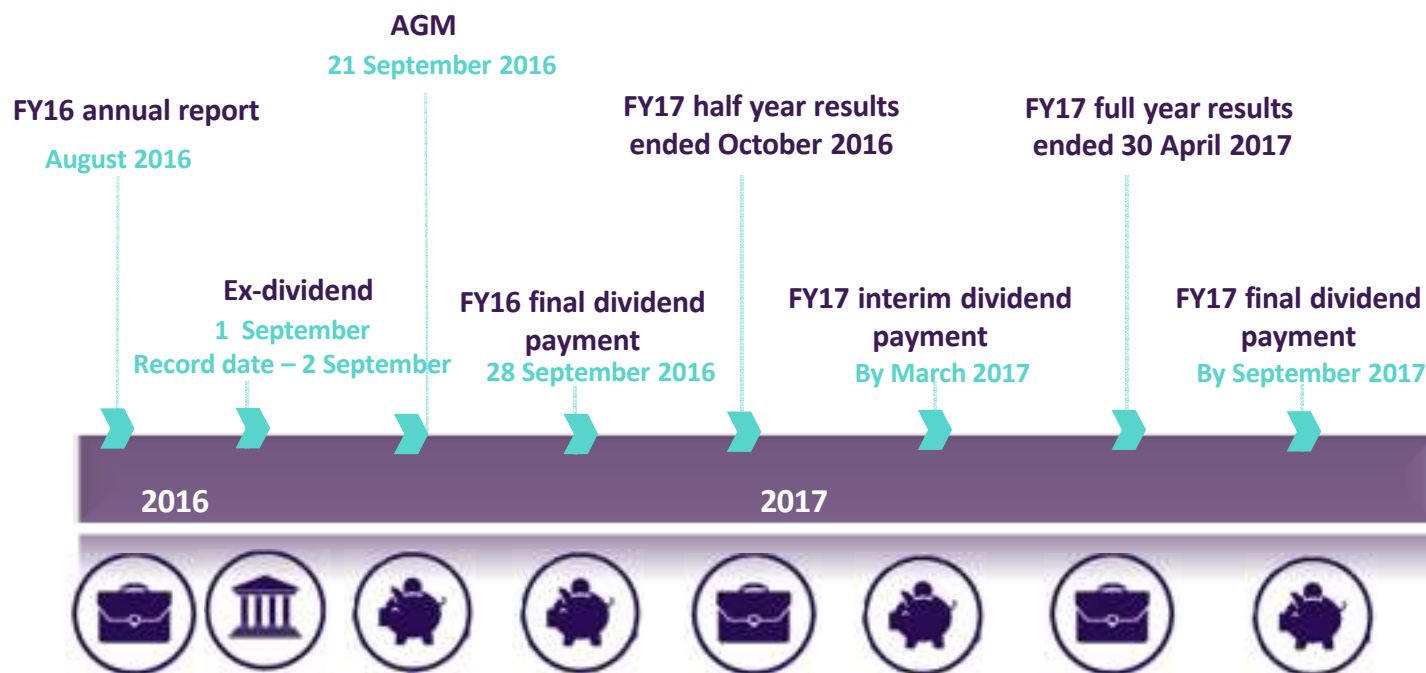 AGM
21 September 2016
FY16 annual report
August 2016
FY17 half year results
ended October 2016
FY17 full year results
ended 30 April 2017
Ex-dividend
1 September
Record date – 2 September
FY16 final dividend
payment
28 September 2016
FY17 interim dividend
payment
By March 2017
FY17 final dividend
payment
By September 2017
2016
2017